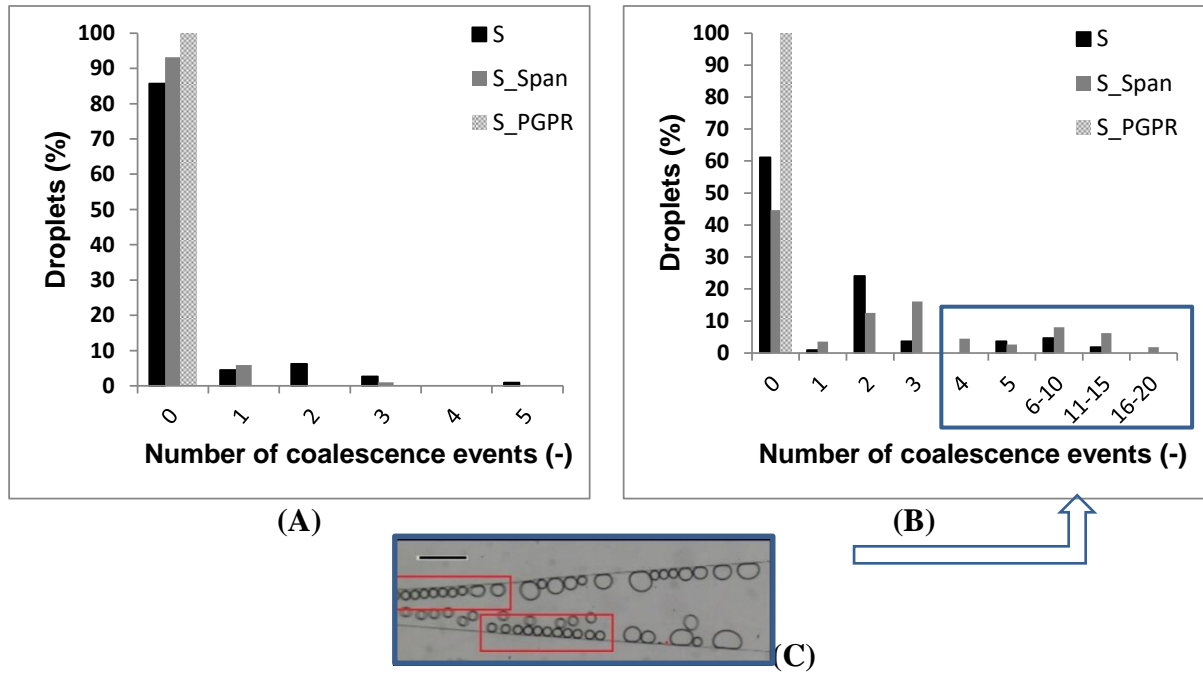 100
90
80
70
60
50
40
30
20
10
0
Droplets (%)
S
S_Span
S_PGPR
0 1 2 3 4 5
Number of coalescence events (-)
(A)
100
90
80
70
60
50
40
30
20
10
0
Droplets (%)
S
S_Span
S_PGPR
0 1 2 3 4 5 6-10 11-15 16-20
Number of coalescence events (-)
(B)
(C)